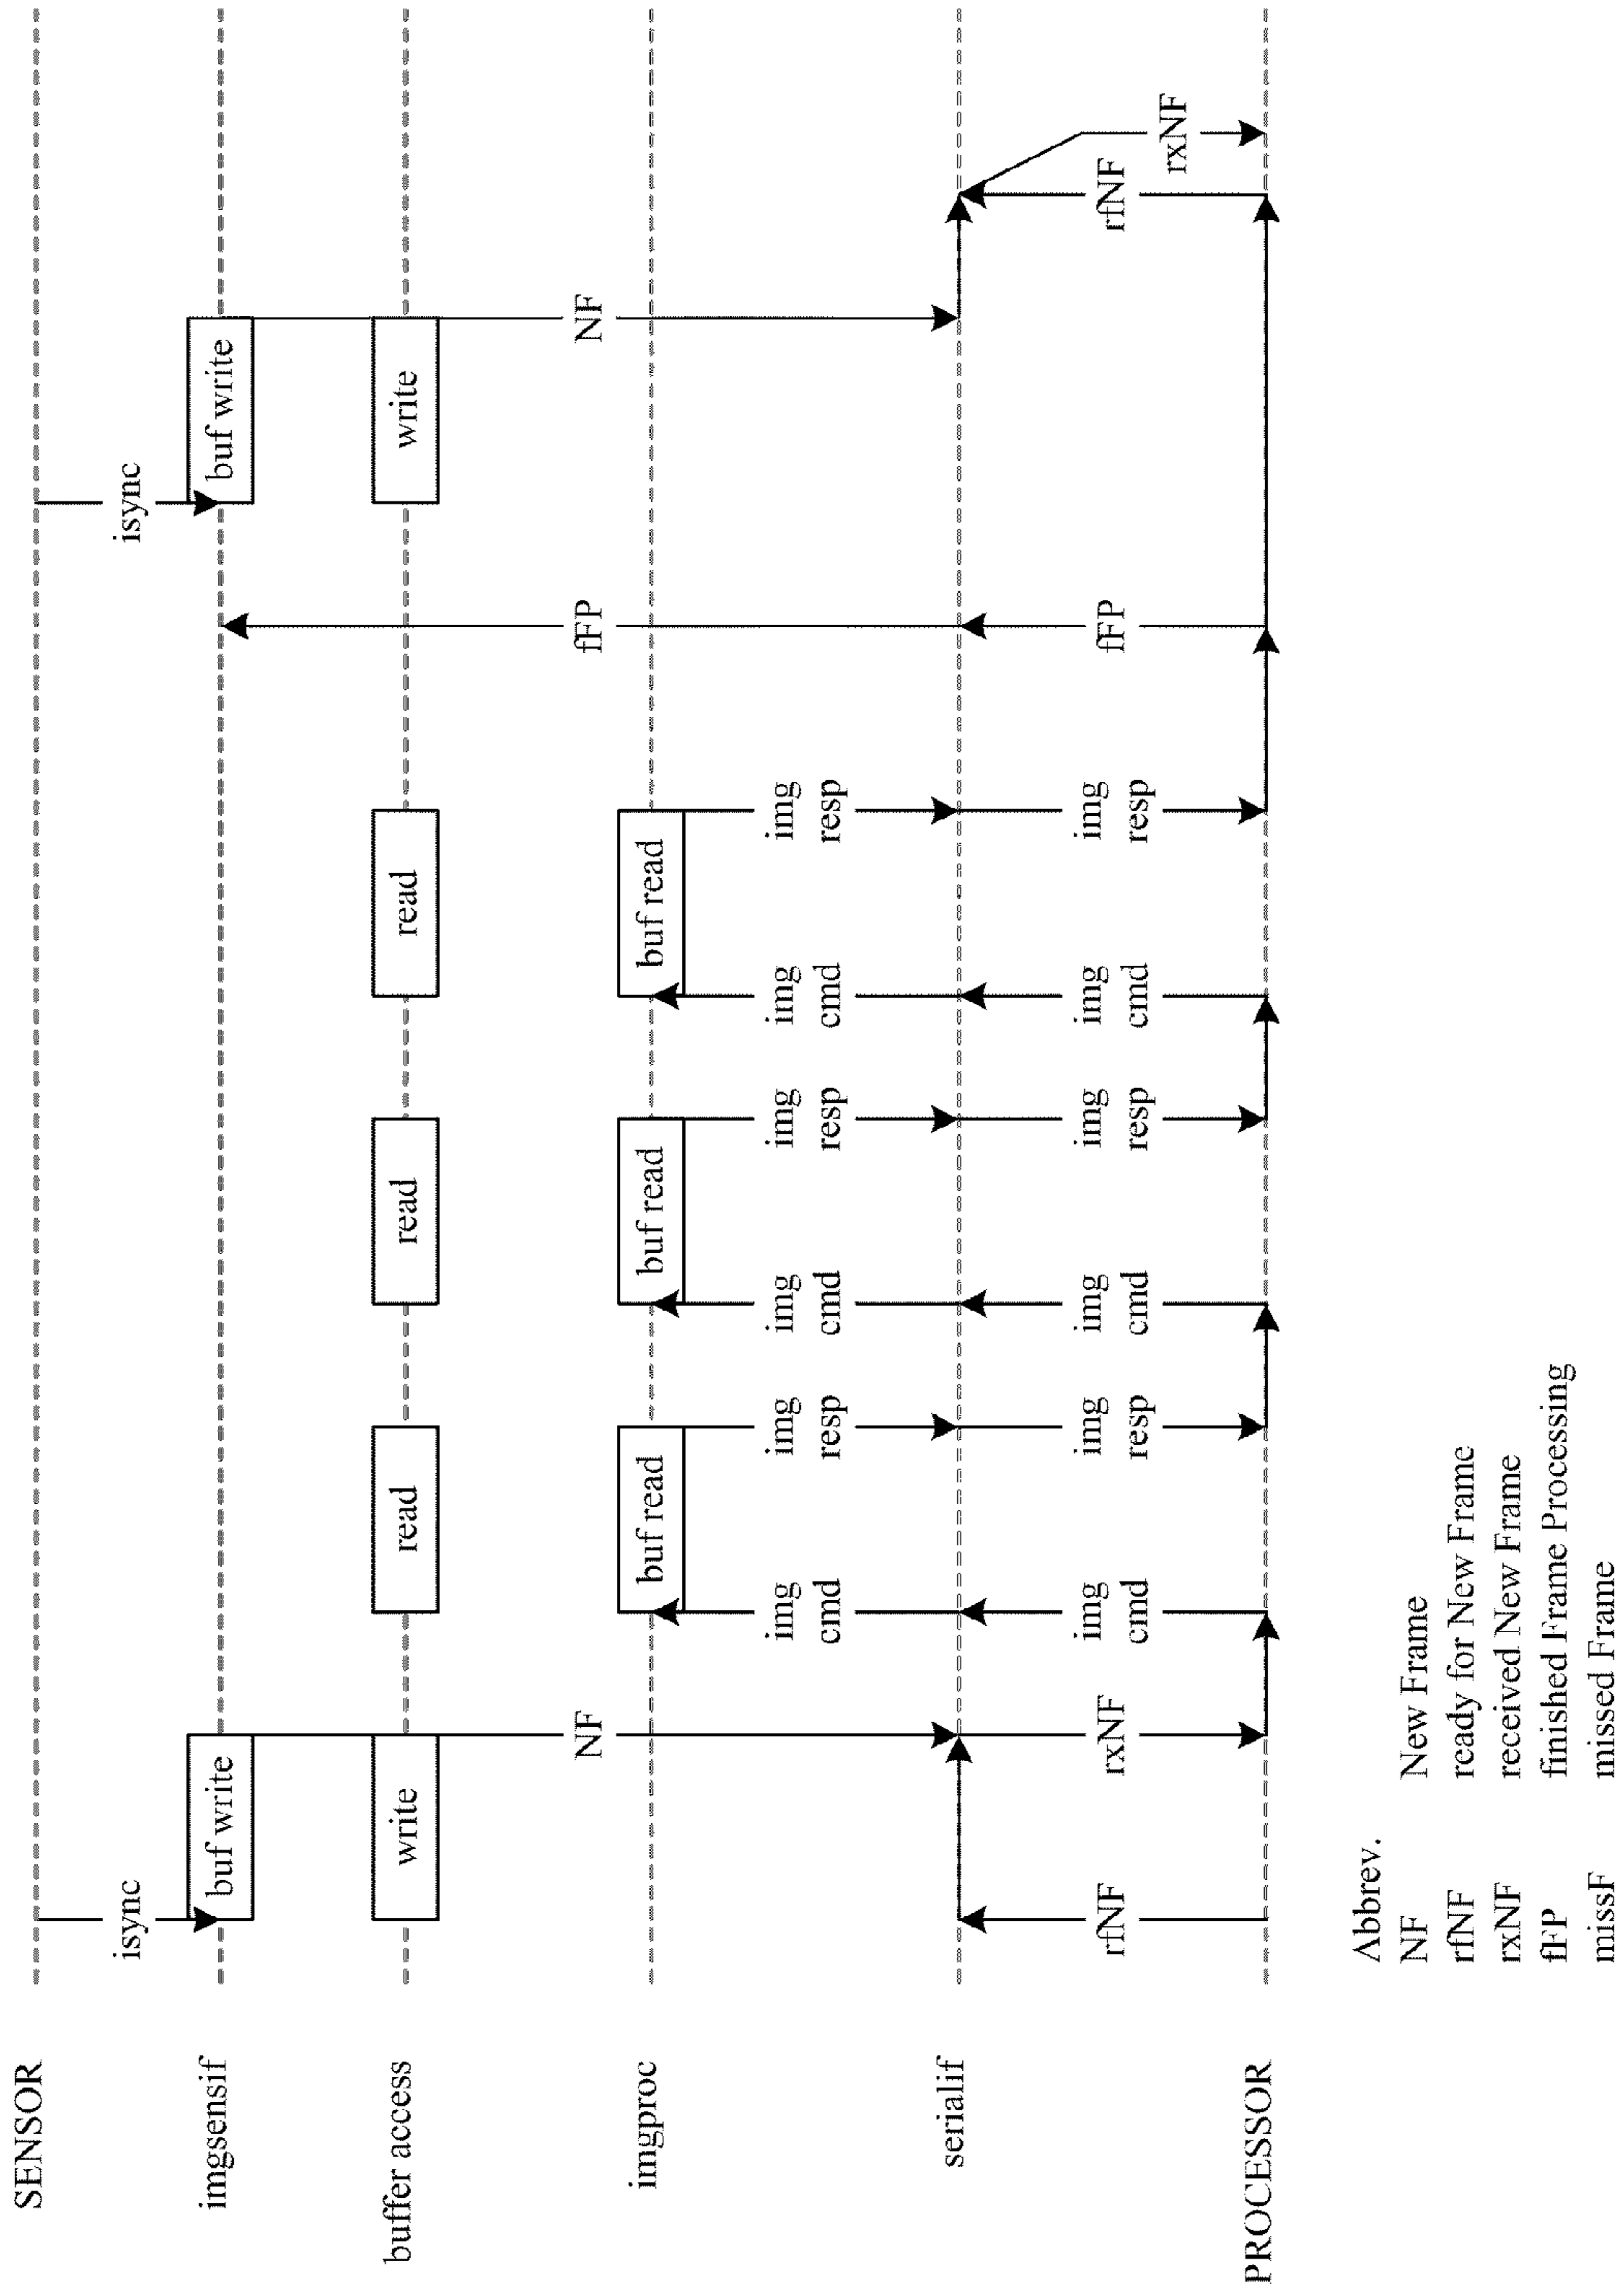 SENSOR
isync
isync
imgsensif
buf write
buf write
buffer access
write
read
read
read
write
NF
fFP
NF
imgproc
buf read
buf read
buf read
img
cmd
img
resp
img
cmd
img
resp
img
cmd
img
resp
serialif
rfNF
rxNF
img
cmd
img
resp
img
cmd
img
resp
img
cmd
img
resp
fFP
rfNF
rxNF
PROCESSOR
Abbrev.
NF New Frame
rfNF ready for New Frame
rxNF received New Frame
fFP finished Frame Processing
missF missed Frame